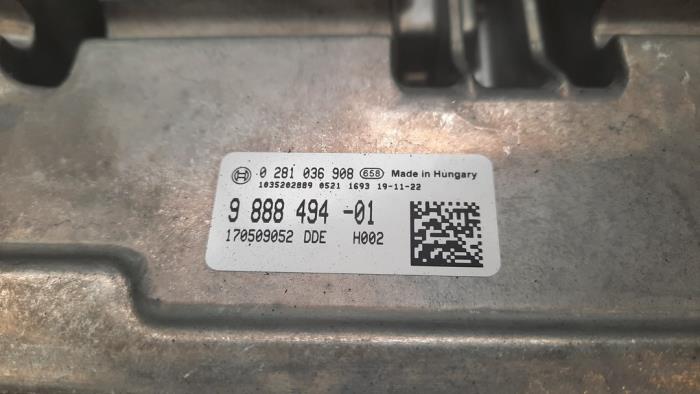 0 281 036 908 658 Made in Hungary
1035202889 0521 1693 19-11-22
9 888 494 -01
170509052 DDE H002